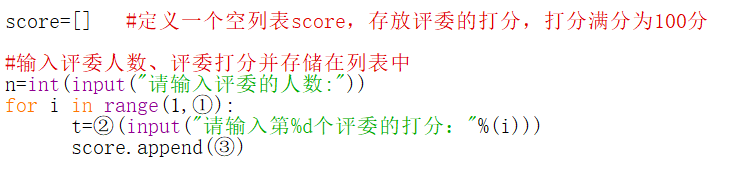 score=[]   #定义一个空列表score，存放评委的打分，打分满分为100分
#输入评委人数、评委打分并存储在列表中
n=int(input("请输入评委的人数:"))
for i in range(1,①):
      t=②(input("请输入第%d个评委的打分："%(i)))
      score.append(③)